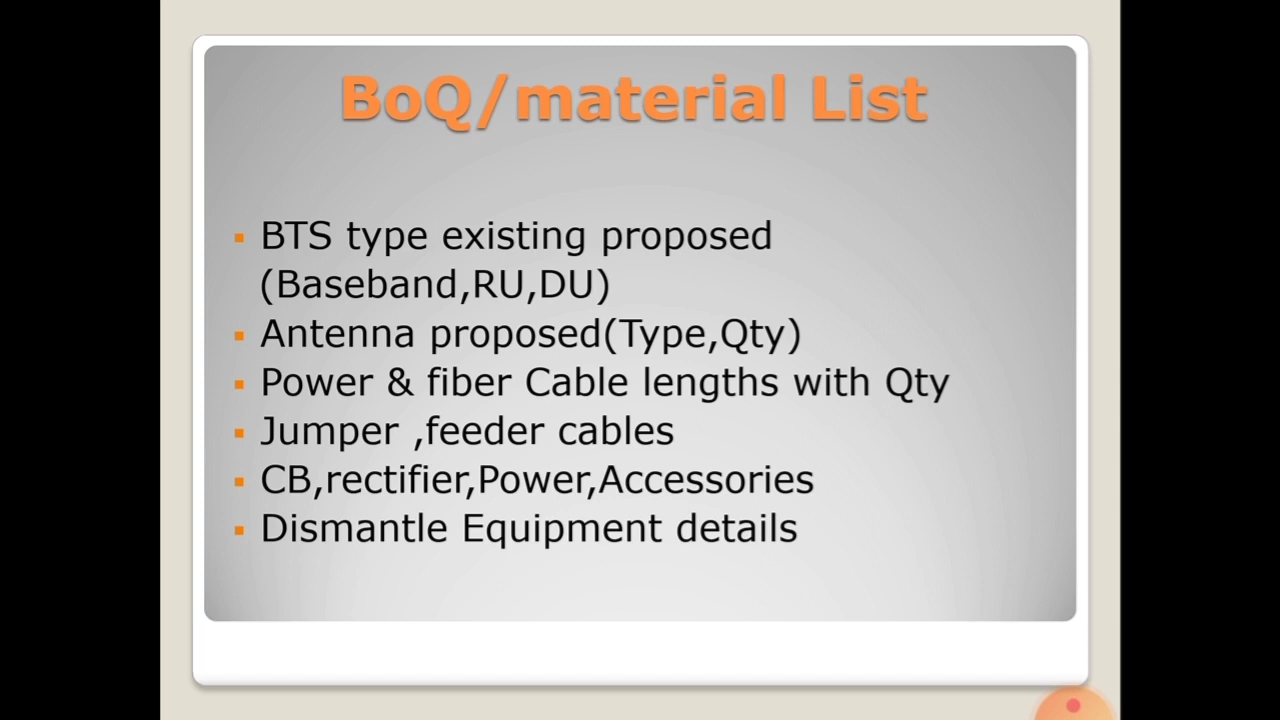 BoQ/material List
BTS type existing proposed
(Baseband,RU,DU)
Antenna proposed(Type,Qty)
Power & fiber Cable lengths with Qty
Jumper ,feeder cables
CB,rectifier,Power,Accessories
Dismantle Equipment details